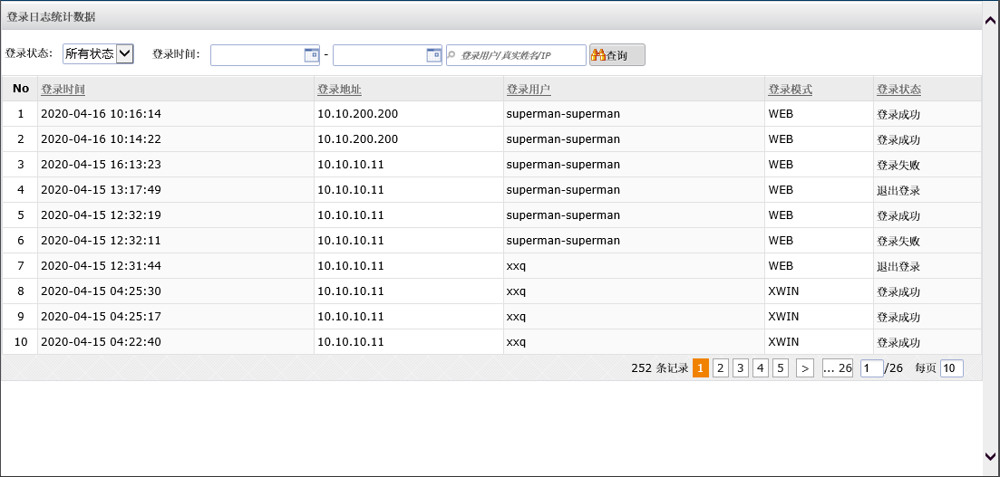 登录日志统计数据
登录状态: 所有状态 登录时间: - 登录用户/真实姓名/IP 查询
No 登录时间 登录地址 登录用户 登录模式 登录状态
1 2020-04-16 10:16:14 10.10.200.200 superman-superman WEB 登录成功
2 2020-04-16 10:14:22 10.10.200.200 superman-superman WEB 登录成功
3 2020-04-15 16:13:23 10.10.10.11 superman-superman WEB 登录失败
4 2020-04-15 13:17:49 10.10.10.11 superman-superman WEB 退出登录
5 2020-04-15 12:32:19 10.10.10.11 superman-superman WEB 登录成功
6 2020-04-15 12:32:11 10.10.10.11 superman-superman WEB 登录失败
7 2020-04-15 12:31:44 10.10.10.11 xxq WEB 退出登录
8 2020-04-15 04:25:30 10.10.10.11 xxq XWIN 登录成功
9 2020-04-15 04:25:17 10.10.10.11 xxq XWIN 登录成功
10 2020-04-15 04:22:40 10.10.10.11 xxq XWIN 登录成功
252 条记录 1 2 3 4 5 > ... 26 1 /26 每页 10